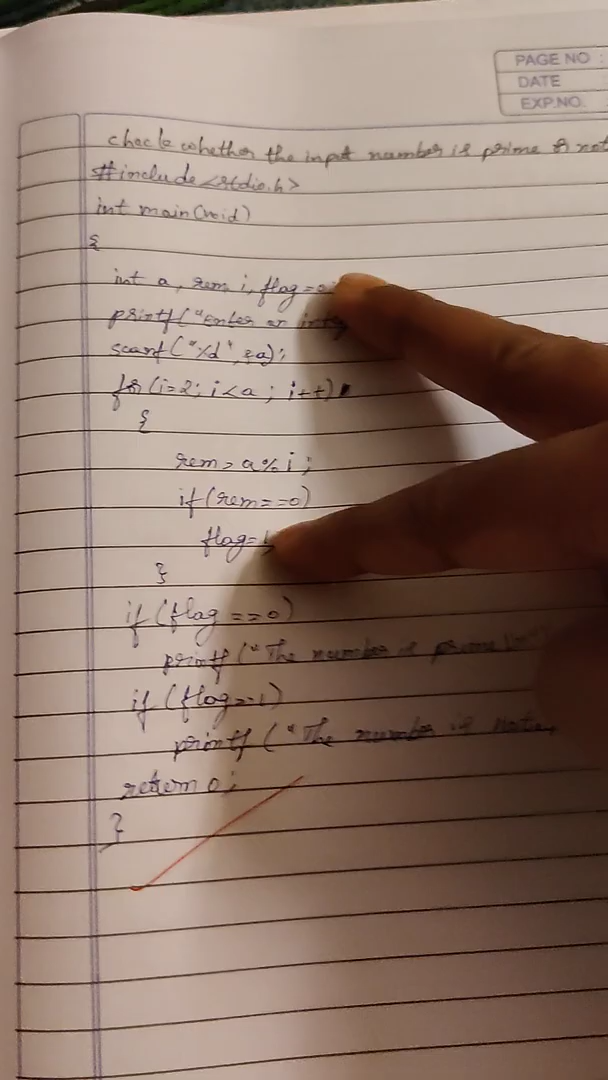 PAGE NO :
DATE
EXP.NO.
check whether the input number is prime or not
#include<stdio.h>
int main(void)
{
int a, rem i, flag=0;
printf("Enter an
scanf("%d", &a);
for(i=2; i<a; i++)
{
rem = a%i;
if(rem==0)
flag=
}
if(flag==0)
printf("The number is prime
if(flag==1)
printf("The number is
return 0;
}